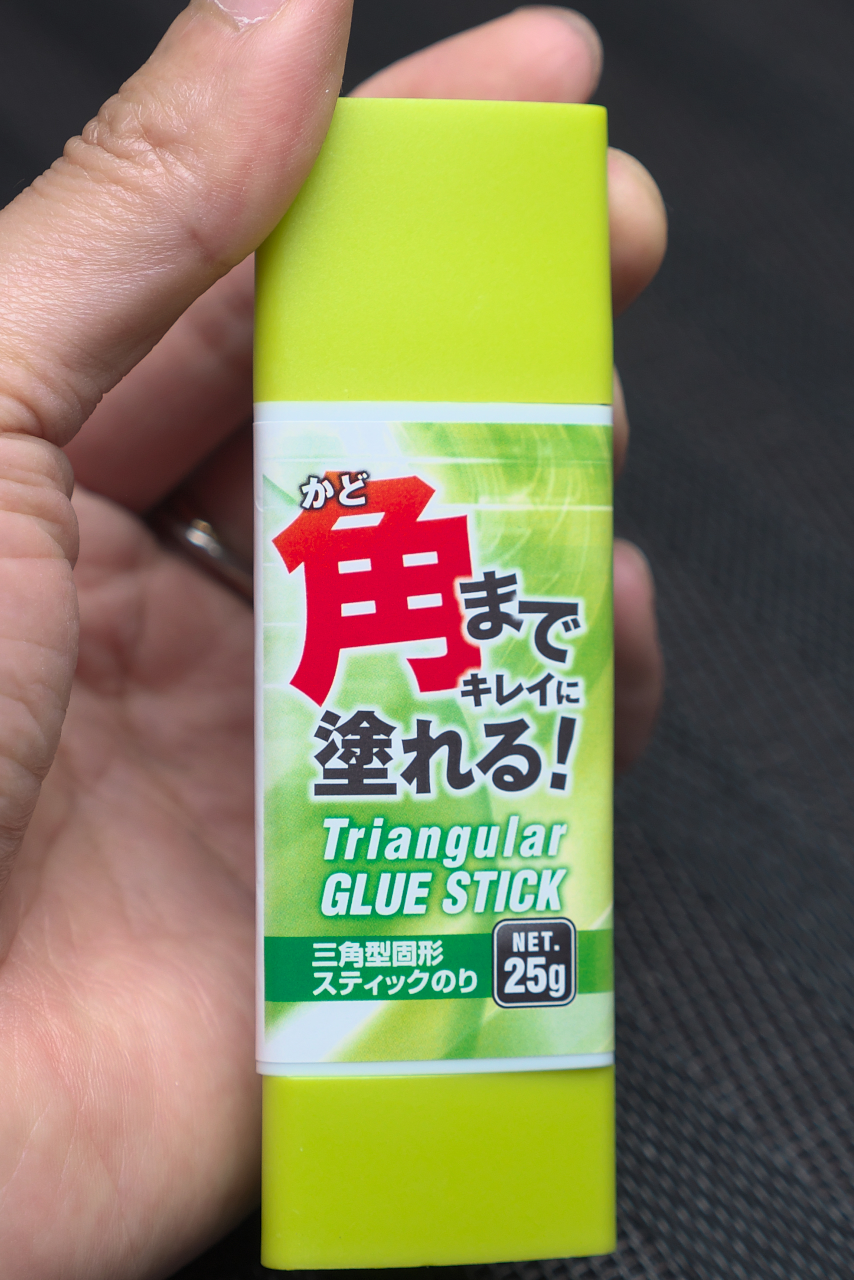 かど
角まで
キレイに
塗れる!
Triangular
GLUE STICK
三角型固形
スティックのり
NET.
25g